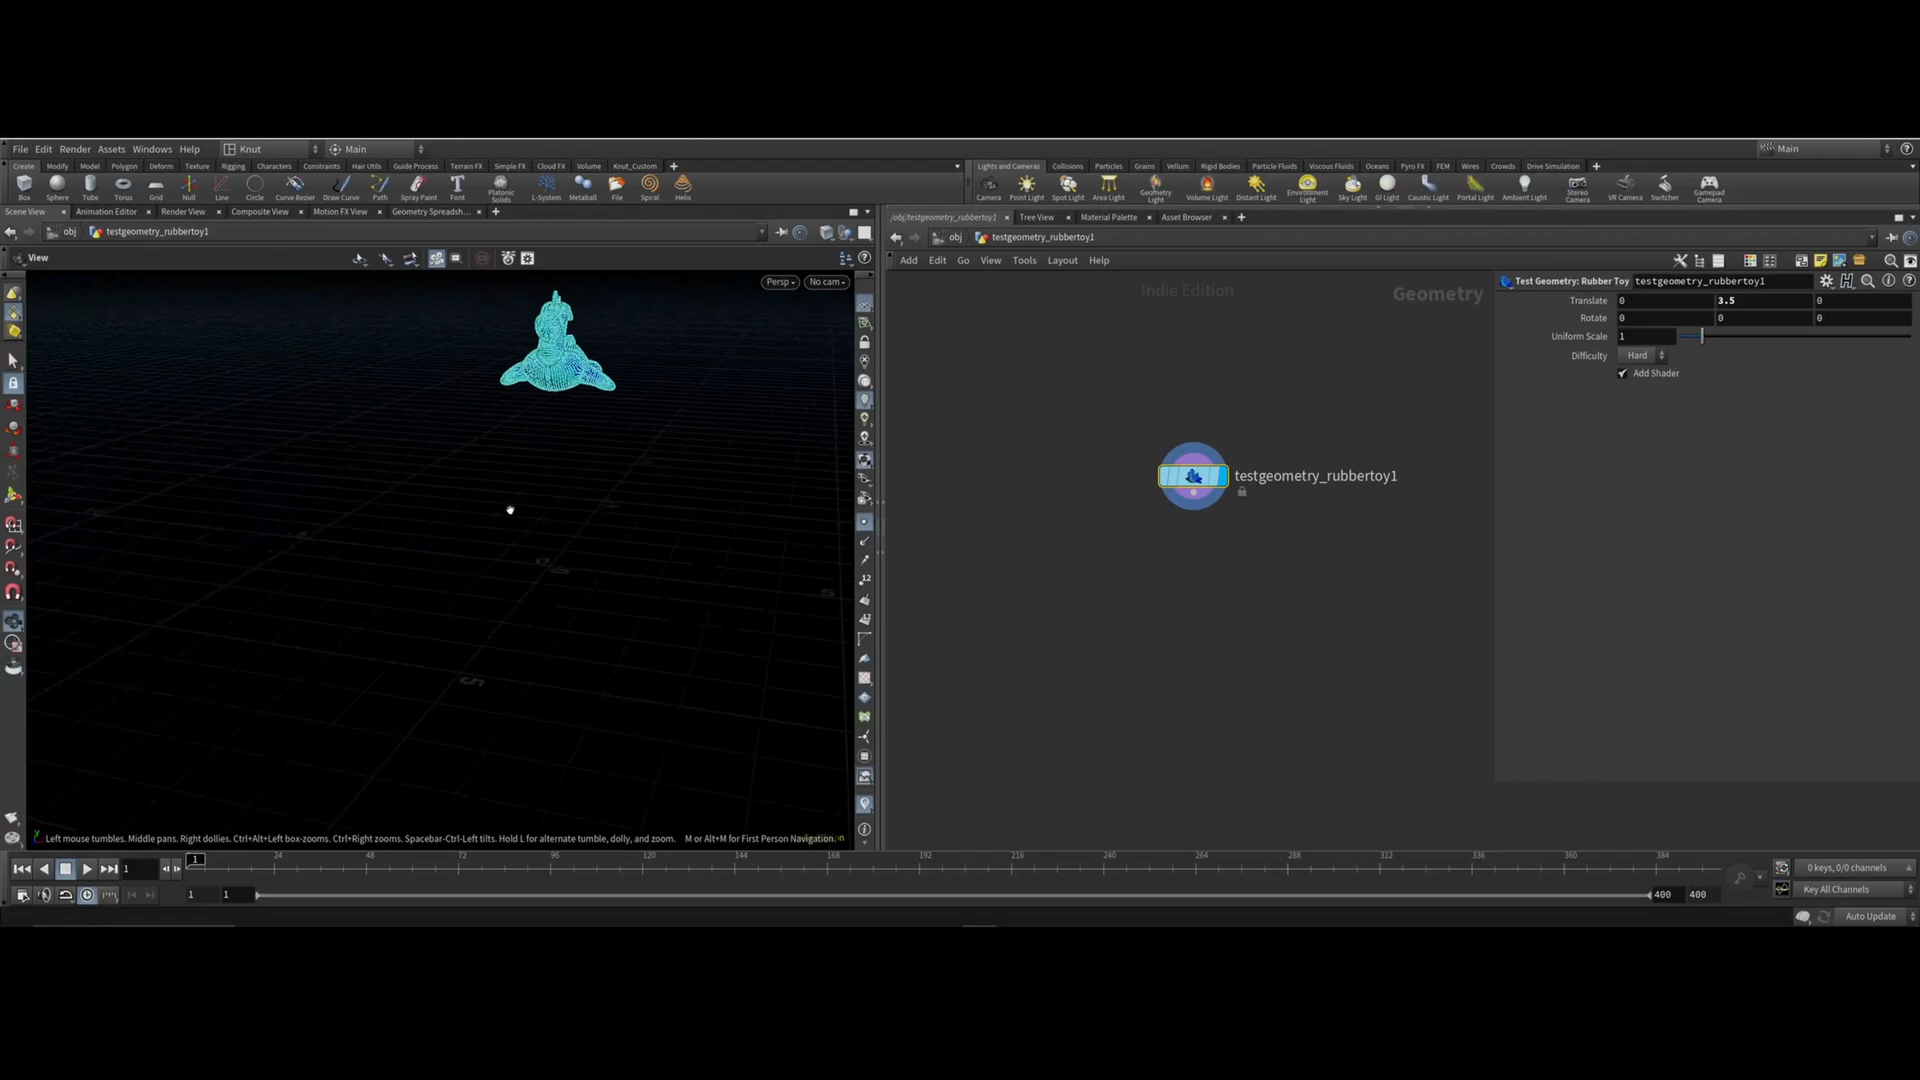 File Edit Render Assets Windows Help Knut Main Main
Create Modify Model Polygon Deform Texture Rigging Characters Constraints Hair Utils Guide Process Terrain FX Simple FX Cloud FX Volume Knut_Custom
Lights and Cameras Collisions Particles Grains Vellum Rigid Bodies Particle Fluids Viscous Fluids Oceans Pyro FX FEM Wires Crowds Drive Simulation
Box Sphere Tube Torus Grid Null Line Circle Curve Bezier Draw Curve Path Spray Paint Font Platonic Solids L-System Metaball File Spiral Helix
Camera Point Light Spot Light Area Light Geometry Light Volume Light Distant Light Environment Light Sky Light GI Light Caustic Light Portal Light Ambient Light Stereo Camera VR Camera Switcher Gamepad Camera
Scene View Animation Editor Render View Composite View Motion FX View Geometry Spreadsh...
/obj/testgeometry_rubbertoy1 Tree View Material Palette Asset Browser
obj testgeometry_rubbertoy1
obj testgeometry_rubbertoy1
View
Add Edit Go View Tools Layout Help
Persp No cam
Indie Edition
Geometry
Test Geometry: Rubber Toy testgeometry_rubbertoy1
Translate 0 3.5 0
Rotate 0 0 0
Uniform Scale 1
Difficulty Hard
Add Shader
testgeometry_rubbertoy1
5
12
12
y
Left mouse tumbles. Middle pans. Right dollies. Ctrl+Alt+Left box-zooms. Ctrl+Right zooms. Spacebar-Ctrl-Left tilts. Hold L for alternate tumble, dolly, and zoom. M or Alt+M for First Person Navigation.
1 1 24 48 72 96 120 144 168 192 216 240 264 288 312 336 360 384
0 keys, 0/0 channels
1 1 400 400
Key All Channels
Auto Update